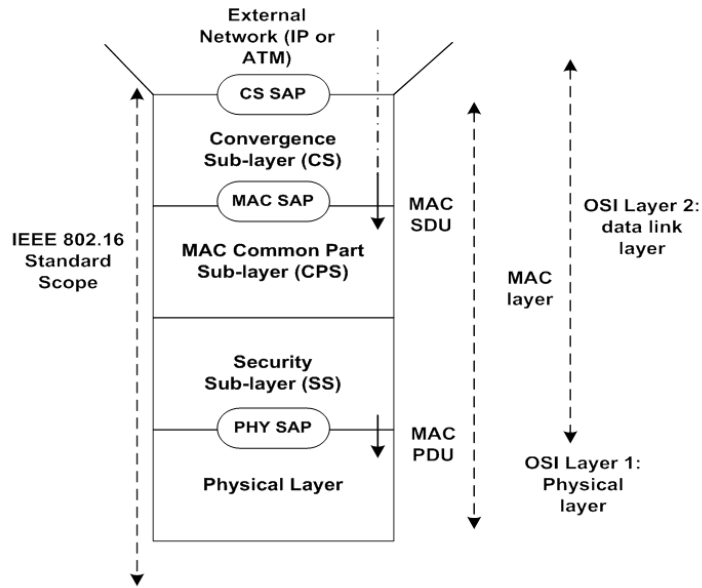 External
Network (IP or
ATM)
CS SAP
Convergence
Sub-layer (CS)
MAC SAP
MAC
SDU
OSI Layer 2:
data link
layer
IEEE 802.16
Standard
Scope
MAC Common Part
Sub-layer (CPS)
MAC
layer
Security
Sub-layer (SS)
PHY SAP
MAC
PDU
Physical Layer
OSI Layer 1:
Physical
layer